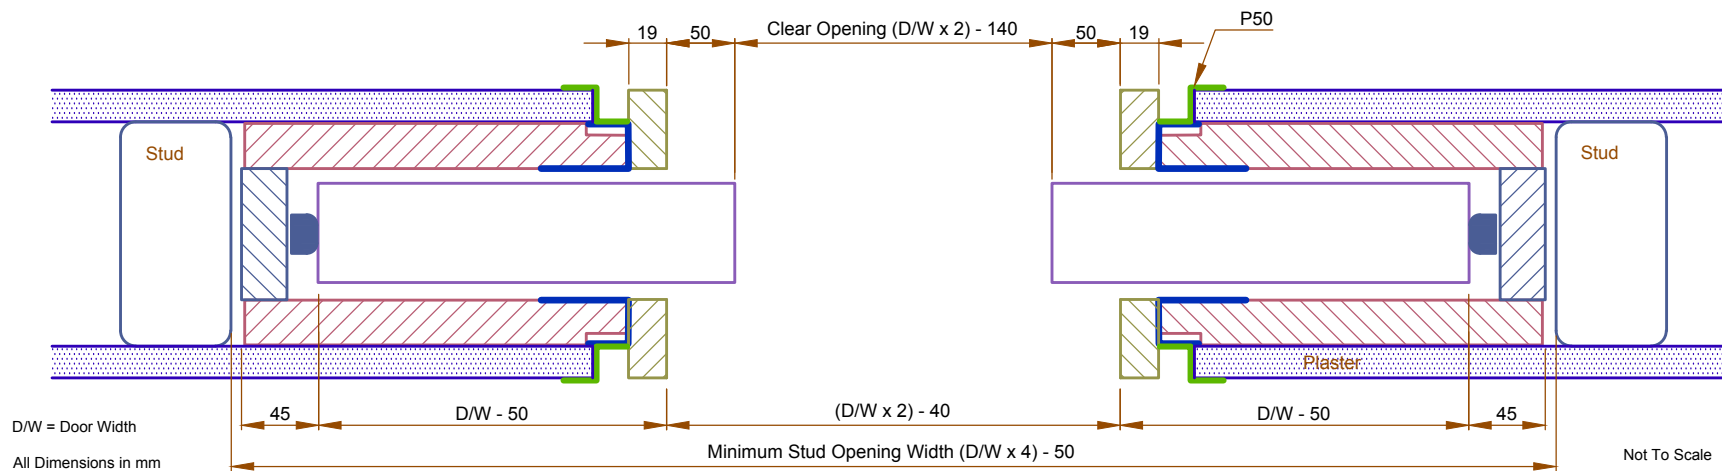 P50
19 50 Clear Opening (D/W x 2) - 140 50 19
Stud Stud
Plaster
45 D/W - 50 (D/W x 2) - 40 D/W - 50 45
D/W = Door Width
Minimum Stud Opening Width (D/W x 4) - 50
All Dimensions in mm Not To Scale